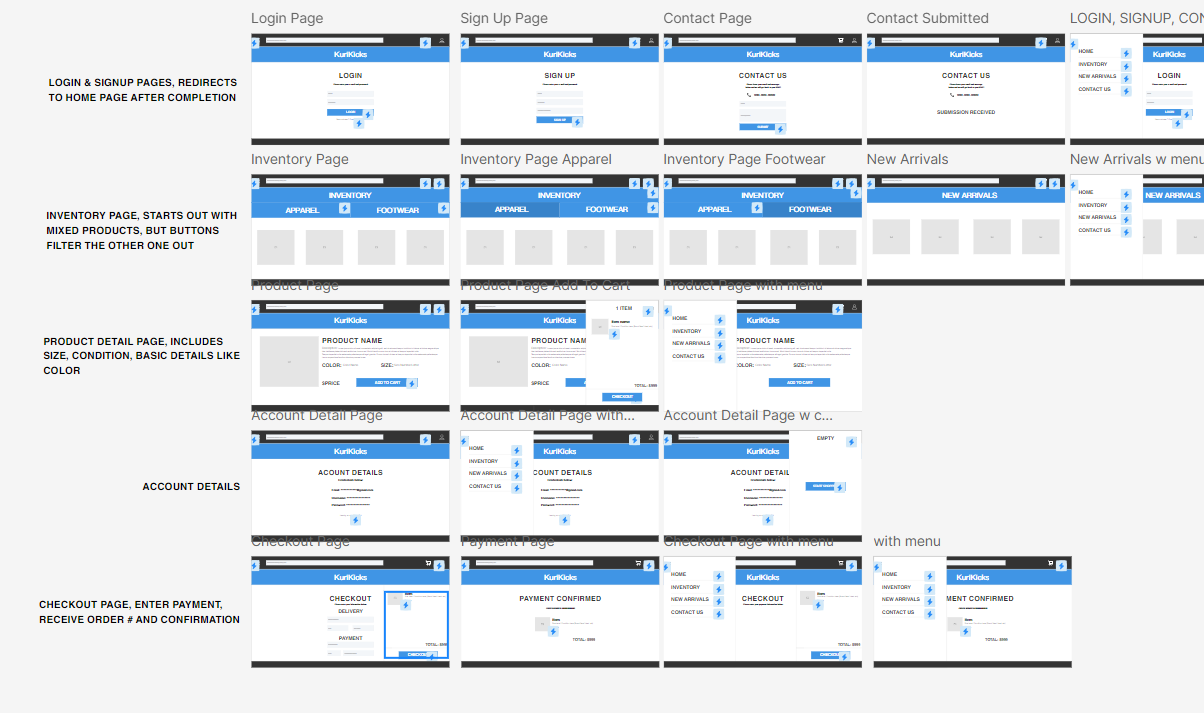 Login Page
Sign Up Page
Contact Page
Contact Submitted
LOGIN, SIGNUP, CON
LOGIN & SIGNUP PAGES, REDIRECTS
TO HOME PAGE AFTER COMPLETION
KurlKicks
LOGIN
LOGIN
KurlKicks
SIGN UP
SIGN UP
KurlKicks
CONTACT US
SUBMIT
KurlKicks
CONTACT US
SUBMISSION RECEIVED
HOME
INVENTORY
NEW ARRIVALS
CONTACT US
KurlKicks
LOGIN
LOGIN
Inventory Page
Inventory Page Apparel
Inventory Page Footwear
New Arrivals
New Arrivals w menu
INVENTORY PAGE, STARTS OUT WITH
MIXED PRODUCTS, BUT BUTTONS
FILTER THE OTHER ONE OUT
INVENTORY
APPAREL
FOOTWEAR
INVENTORY
APPAREL
FOOTWEAR
INVENTORY
APPAREL
FOOTWEAR
NEW ARRIVALS
HOME
INVENTORY
NEW ARRIVALS
CONTACT US
NEW ARRIVALS
Product Page
Product Page Add To Cart
Product Page with menu
PRODUCT DETAIL PAGE, INCLUDES
SIZE, CONDITION, BASIC DETAILS LIKE
COLOR
KurlKicks
PRODUCT NAME
COLOR:
SIZE:
$PRICE
ADD TO CART
KurlKicks
PRODUCT NAM
COLOR:
$PRICE
1 ITEM
TOTAL: $999
CHECKOUT
HOME
INVENTORY
NEW ARRIVALS
CONTACT US
KurlKicks
PRODUCT NAME
COLOR:
SIZE:
ADD TO CART
Account Detail Page
Account Detail Page with...
Account Detail Page w c...
ACCOUNT DETAILS
KurlKicks
ACOUNT DETAILS
HOME
INVENTORY
NEW ARRIVALS
CONTACT US
KurlKicks
COUNT DETAILS
KurlKicks
ACOUNT DETAIL
EMPTY
Checkout Page
Payment Page
Checkout Page with menu
with menu
CHECKOUT PAGE, ENTER PAYMENT,
RECEIVE ORDER # AND CONFIRMATION
KurlKicks
CHECKOUT
DELIVERY
PAYMENT
TOTAL: $999
CHECKOUT
KurlKicks
PAYMENT CONFIRMED
TOTAL: $999
HOME
INVENTORY
NEW ARRIVALS
CONTACT US
KurlKicks
CHECKOUT
TOTAL: $999
CHECKOUT
HOME
INVENTORY
NEW ARRIVALS
CONTACT US
KurlKicks
MENT CONFIRMED
TOTAL: $999